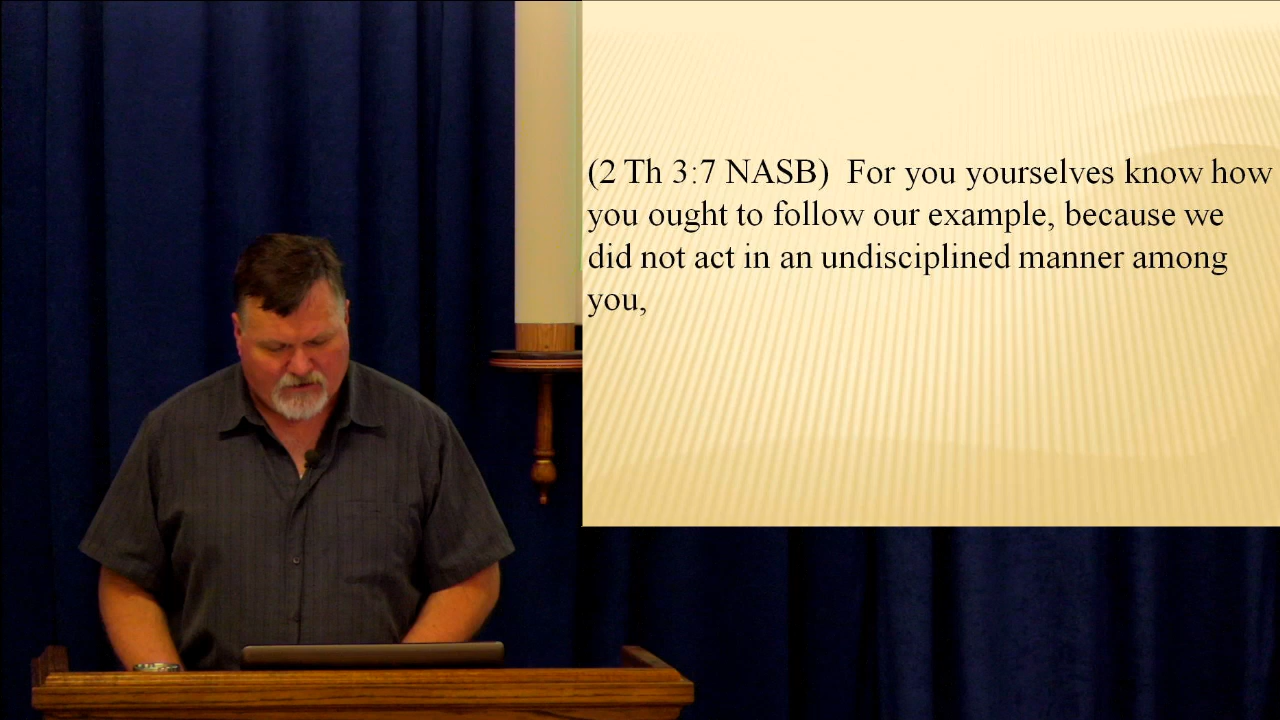 (2 Th 3:7 NASB)  For you yourselves know how
you ought to follow our example, because we
did not act in an undisciplined manner among
you,